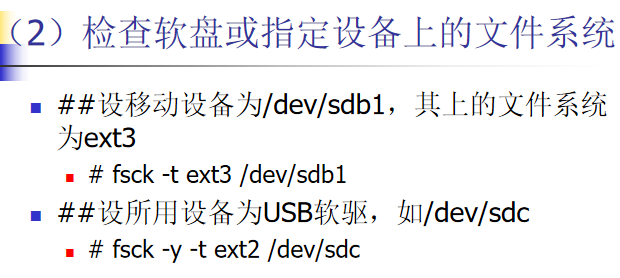 （2）检查软盘或指定设备上的文件系统
##设移动设备为/dev/sdb1，其上的文件系统
为ext3
# fsck -t ext3 /dev/sdb1
##设所用设备为USB软驱，如/dev/sdc
# fsck -y -t ext2 /dev/sdc